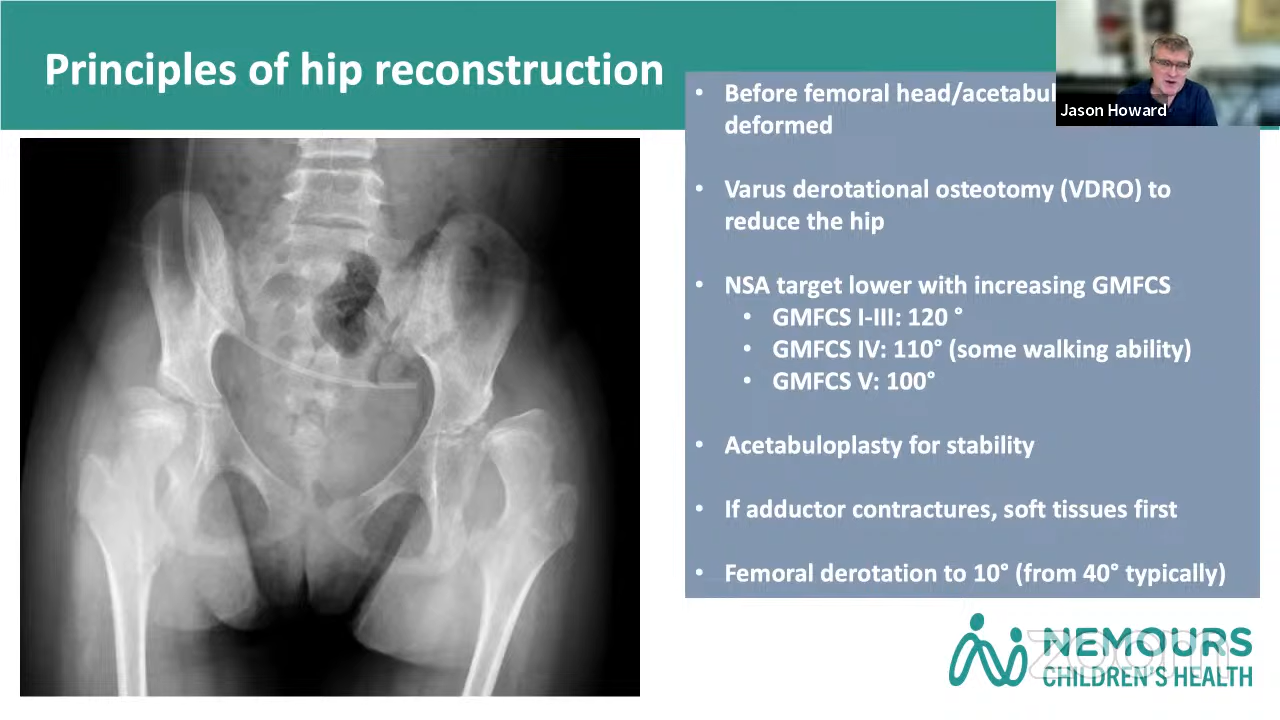 Principles of hip reconstruction
Jason Howard
• Before femoral head/acetabul
deformed
• Varus derotational osteotomy (VDRO) to
reduce the hip
• NSA target lower with increasing GMFCS
• GMFCS I-III: 120 °
• GMFCS IV: 110° (some walking ability)
• GMFCS V: 100°
• Acetabuloplasty for stability
• If adductor contractures, soft tissues first
• Femoral derotation to 10° (from 40° typically)
NEMOURS
zoom
CHILDREN'S HEALTH